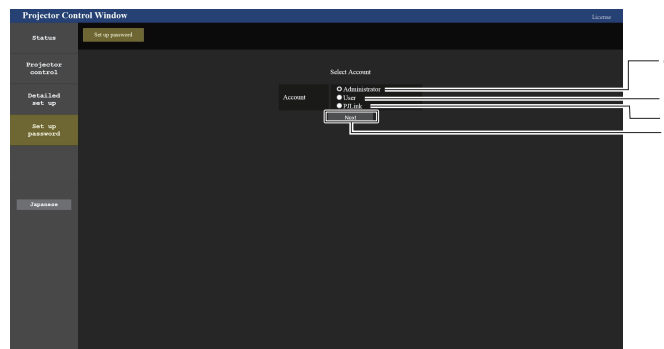 Projector Control Window
License
Status
Set up password
Projector
control
Detailed
set up
Set up
password
Japanese
Select Account
Account
Administrator
User
PJLink
Next